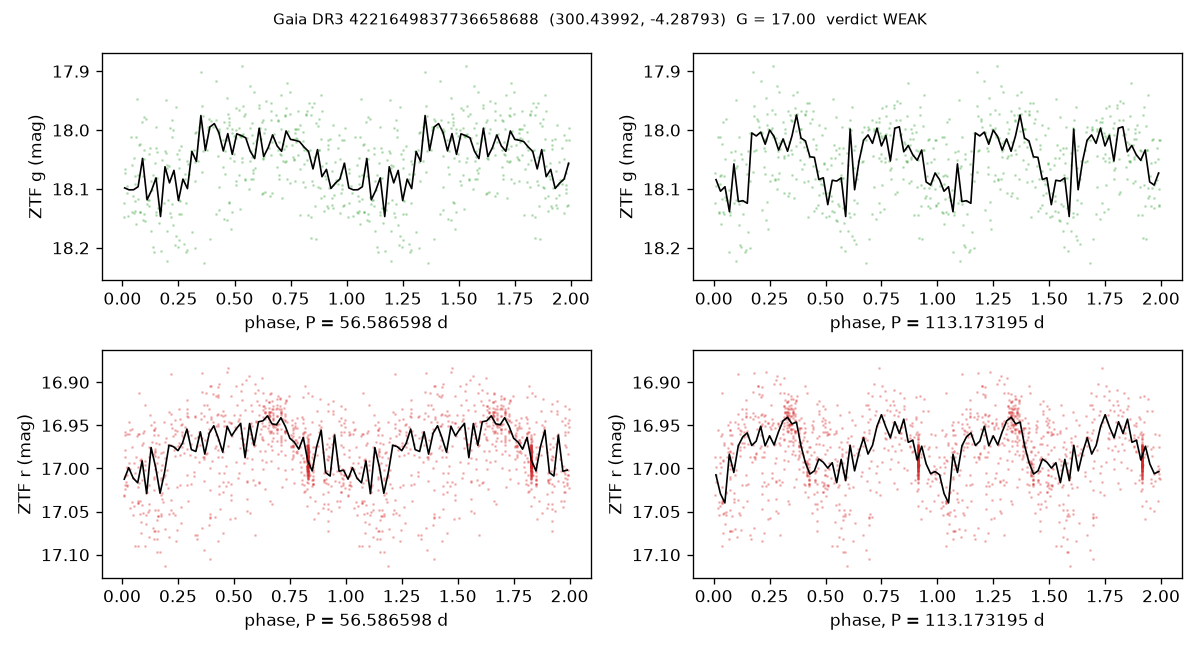 Gaia DR3 4221649837736658688 (300.43992, -4.28793) G = 17.00 verdict WEAK
ZTF g (mag)
17.9
18.0
18.1
18.2
0.00 0.25 0.50 0.75 1.00 1.25 1.50 1.75 2.00
phase, P = 56.586598 d
ZTF g (mag)
17.9
18.0
18.1
18.2
0.00 0.25 0.50 0.75 1.00 1.25 1.50 1.75 2.00
phase, P = 113.173195 d
ZTF r (mag)
16.90
16.95
17.00
17.05
17.10
0.00 0.25 0.50 0.75 1.00 1.25 1.50 1.75 2.00
phase, P = 56.586598 d
ZTF r (mag)
16.90
16.95
17.00
17.05
17.10
0.00 0.25 0.50 0.75 1.00 1.25 1.50 1.75 2.00
phase, P = 113.173195 d